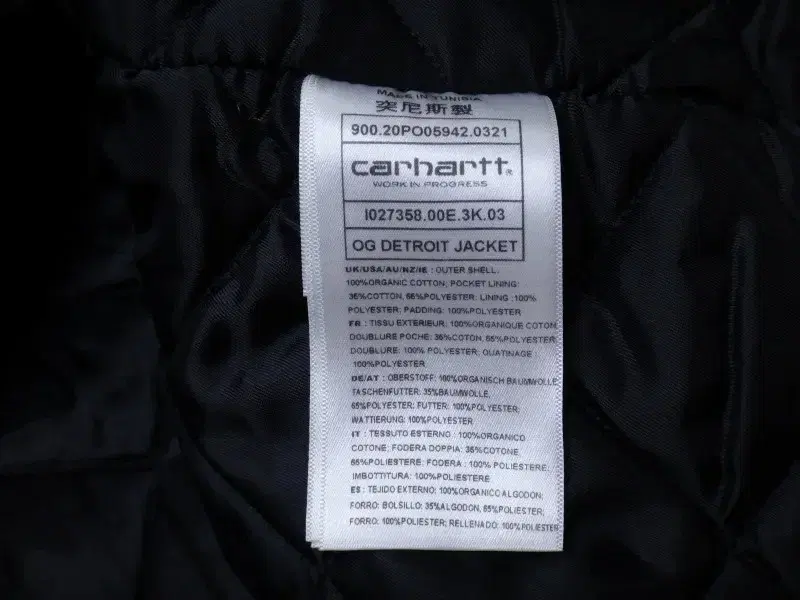 MADE IN TUNISIA
突尼斯製
900.20PO05942.0321
carhartt®
WORK IN PROGRESS
I027358.00E.3K.03
OG DETROIT JACKET
UK/USA/AU/NZ/IE : OUTER SHELL:
100%ORGANIC COTTON; POCKET LINING:
35%COTTON, 65%POLYESTER; LINING :100%
POLYESTER; PADDING: 100%POLYESTER
FR : TISSU EXTERIEUR: 100%ORGANIQUE COTON,
DOUBLURE POCHE: 35%COTON, 65%POLYESTER;
DOUBLURE: 100% POLYESTER; OUATINAGE :
100%POLYESTER
DE/AT : OBERSTOFF: 100%ORGANISCH BAUMWOLLE
TASCHENFUTTER: 35%BAUMWOLLE,
65%POLYESTER; FUTTER: 100%POLYESTER;
WATTIERUNG: 100%POLYESTER
IT : TESSUTO ESTERNO : 100%ORGANICO
COTONE; FODERA DOPPIA: 35%COTONE,
65%POLIESTERE; FODERA : 100% POLIESTERE;
IMBOTTITURA: 100%POLIESTERE
ES : TEJIDO EXTERNO: 100%ORGANICO ALGODON;
FORRO: BOLSILLO: 35%ALGODON, 65%POLIESTER;
FORRO: 100%POLIESTER; RELLENADO: 100%POLIESTER